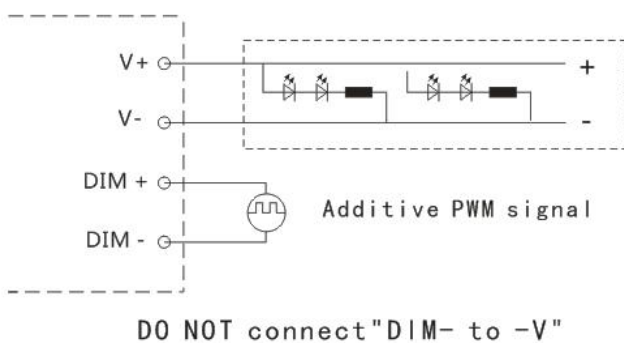 V+
+
V-
-
DIM +
Additive PWM signal
DIM -
DO NOT connect"DIM- to -V"